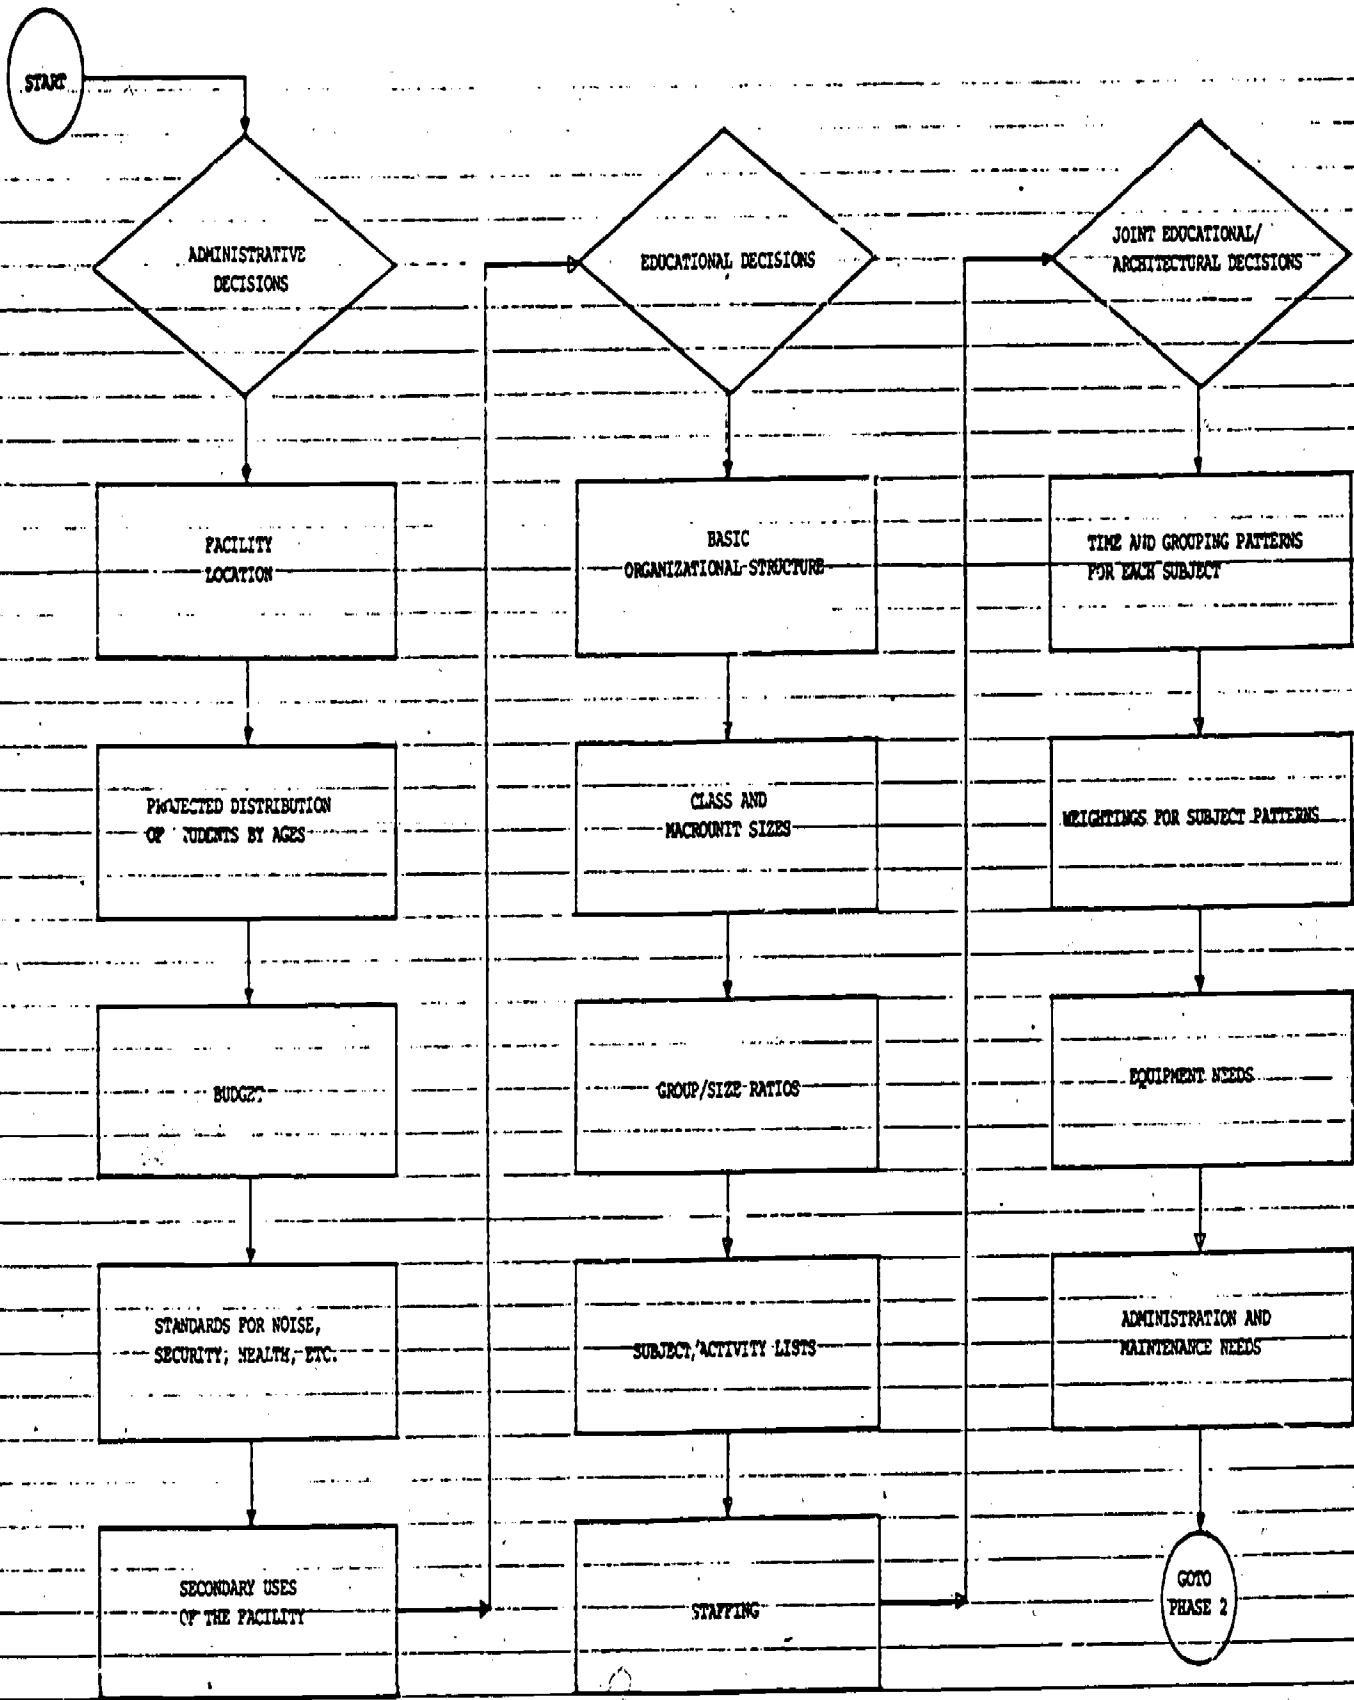 START
ADMINISTRATIVE
DECISIONS
FACILITY
LOCATION
PROJECTED DISTRIBUTION
OF STUDENTS BY AGES
BUDGET
STANDARDS FOR NOISE,
SECURITY, HEALTH, ETC.
SECONDARY USES
OF THE FACILITY
EDUCATIONAL DECISIONS
BASIC
ORGANIZATIONAL STRUCTURE
CLASS AND
MACROUNIT SIZES
GROUP/SIZE RATIOS
SUBJECT/ACTIVITY LISTS
STAFFING
JOINT EDUCATIONAL/
ARCHITECTURAL DECISIONS
TIME AND GROUPING PATTERNS
FOR EACH SUBJECT
WEIGHTINGS FOR SUBJECT PATTERNS
EQUIPMENT NEEDS
ADMINISTRATION AND
MAINTENANCE NEEDS
GOTO
PHASE 2